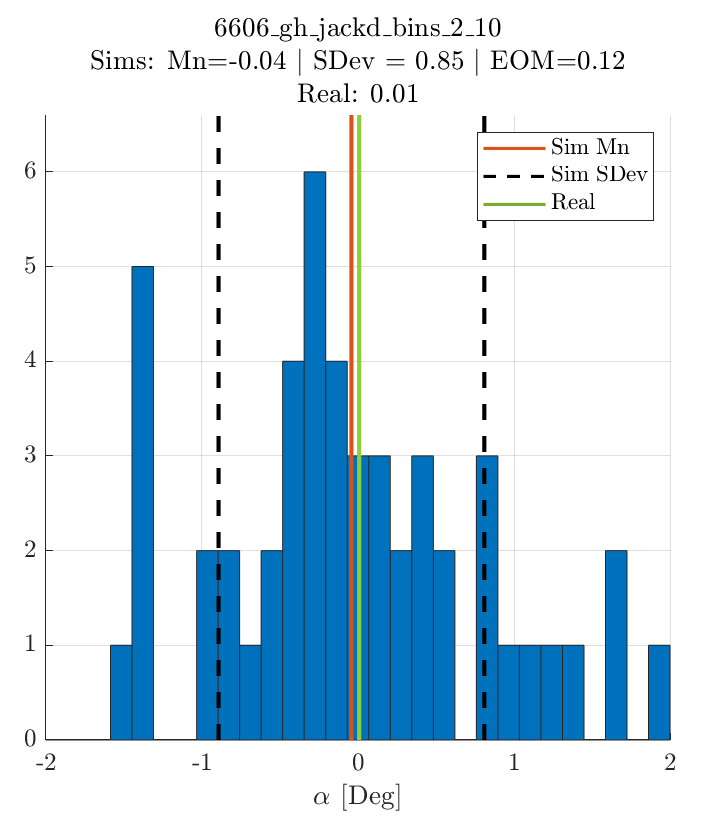 6606_gh_jackd_bins_2_10
Sims: Mn=-0.04 | SDev = 0.85 | EOM=0.12
Real: 0.01
Sim Mn
Sim SDev
Real
6
5
4
3
2
1
0
-2 -1 0 1 2
α [Deg]